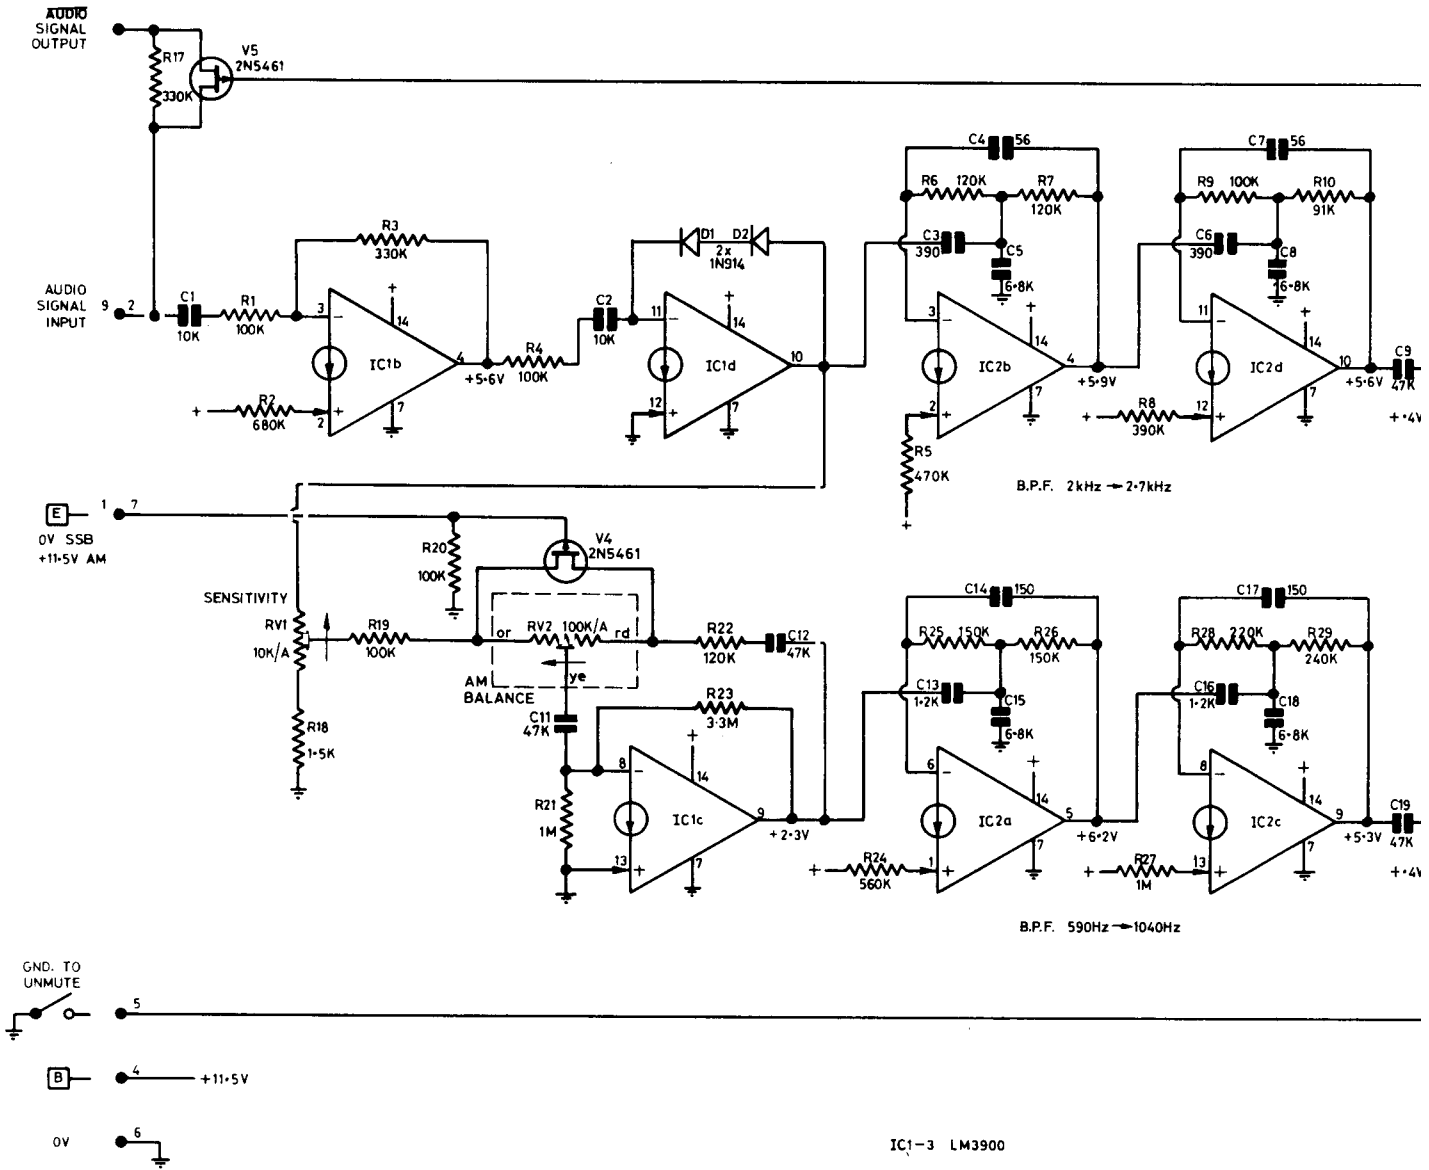 AUDIO
SIGNAL
OUTPUT
R17
330K
V5
2N5461
C4 56
C7 56
R6 120K R7
120K
R9 100K R10
91K
R3
330K
D1 D2
2x
1N914
C3
390
C5
6·8K
C6
390
C8
6·8K
AUDIO
SIGNAL
INPUT
9 2
C1
10K
R1
100K
3 −
+
14
IC1b
4
+5·6V
R4
100K
C2
10K
11 −
+
14
IC1d
10
3 −
+
14
IC2b
4
+5·9V
11 −
+
14
IC2d
10
+5·6V
C9
47K
+·4V
+
R2
680K
+
2
7
12
+
7
2
+
7
R5
470K
+
+
R8
390K
12
+
7
B.P.F. 2kHz → 2·7kHz
E
1 7
0V SSB
+11·5V AM
R20
100K
V4
2N5461
SENSITIVITY
RV1
10K/A
R19
100K
or RV2 100K/A rd
ye
AM
BALANCE
R22
120K
C12
47K
C14 150
C17 150
R25 150K R26
150K
R28 220K R29
240K
C13
1·2K
C15
6·8K
C16
1·2K
C18
6·8K
R18
1·5K
C11
47K
R23
3·3M
R21
1M
8 −
+
14
IC1c
9
+2·3V
13
+
7
6 −
+
14
IC2a
5
+6·2V
8 −
+
14
IC2c
9
+5·3V
C19
47K
+·4V
+
R24
560K
1
+
7
+
R27
1M
13
+
7
B.P.F. 590Hz → 1040Hz
GND. TO
UNMUTE
5
B
4
+11·5V
0V
6
IC1-3 LM3900